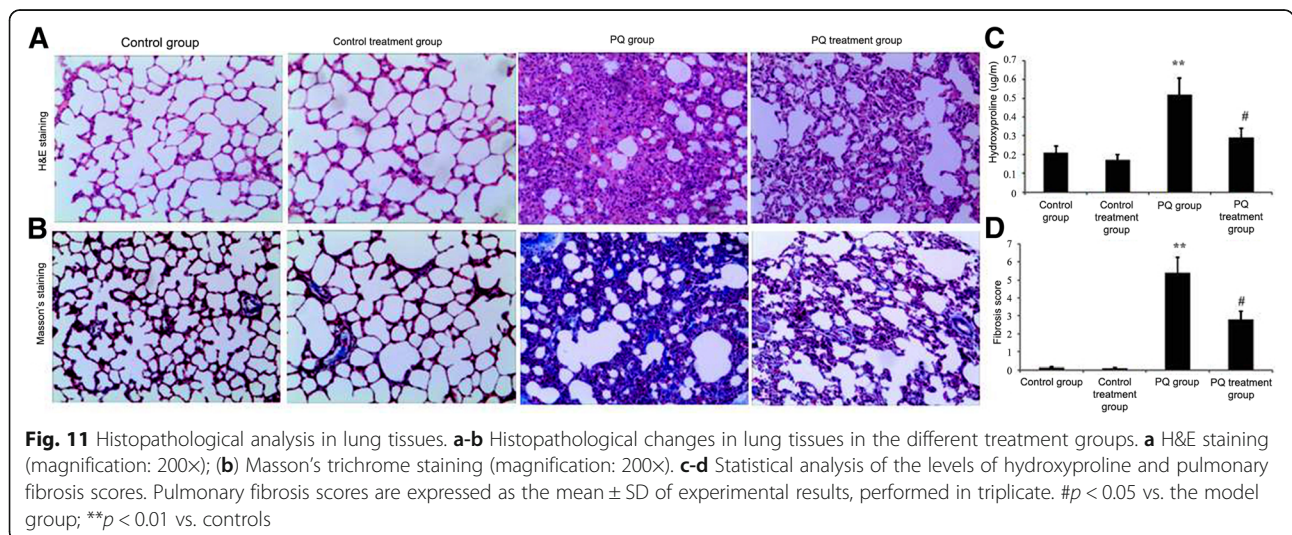 A
Control group
Control treatment group
PQ group
PQ treatment group
H&E staining
B
Masson's staining
C
Hydroxyproline (ug/m)
0.7
0.6
0.5
0.4
0.3
0.2
0.1
0
**
#
Control group
Control treatment group
PQ group
PQ treatment group
D
Fibrosis score
7
6
5
4
3
2
1
0
**
#
Control group
Control treatment group
PQ group
PQ treatment group
Fig. 11 Histopathological analysis in lung tissues. a-b Histopathological changes in lung tissues in the different treatment groups. a H&E staining
(magnification: 200×); (b) Masson's trichrome staining (magnification: 200×). c-d Statistical analysis of the levels of hydroxyproline and pulmonary
fibrosis scores. Pulmonary fibrosis scores are expressed as the mean ± SD of experimental results, performed in triplicate. #p < 0.05 vs. the model
group; **p < 0.01 vs. controls